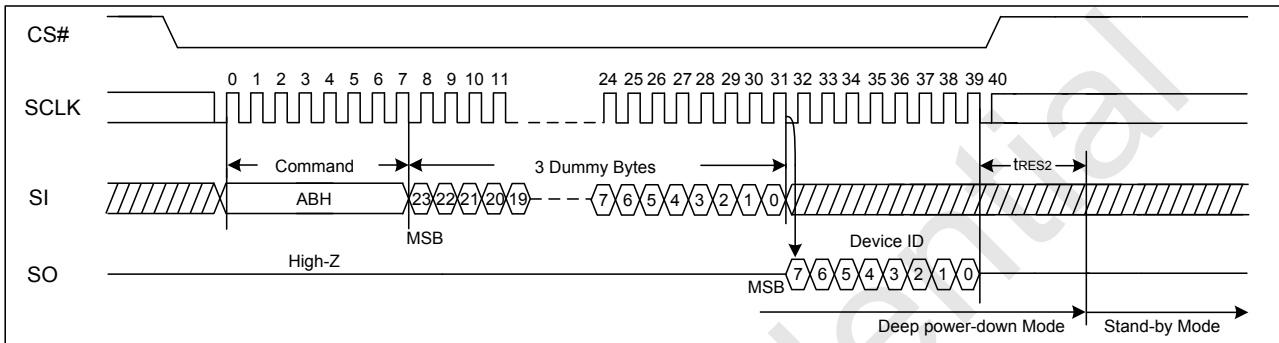 CS#
0 1 2 3 4 5 6 7 8 9 10 11 24 25 26 27 28 29 30 31 32 33 34 35 36 37 38 39 40
SCLK
Command 3 Dummy Bytes tRES2
SI ABH 23 22 21 20 19 7 6 5 4 3 2 1 0
MSB Device ID
High-Z
SO 7 6 5 4 3 2 1 0
MSB
Deep power-down Mode Stand-by Mode